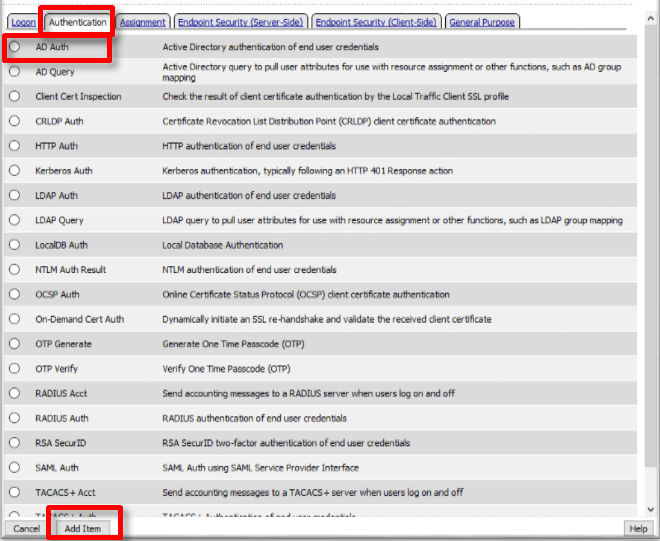 Logon Authentication Assignment Endpoint Security (Server-Side) Endpoint Security (Client-Side) General Purpose
AD Auth Active Directory authentication of end user credentials
AD Query Active Directory query to pull user attributes for use with resource assignment or other functions, such as AD group
mapping
Client Cert Inspection Check the result of client certificate authentication by the Local Traffic Client SSL profile
CRLDP Auth Certificate Revocation List Distribution Point (CRLDP) client certificate authentication
HTTP Auth HTTP authentication of end user credentials
Kerberos Auth Kerberos authentication, typically following an HTTP 401 Response action
LDAP Auth LDAP authentication of end user credentials
LDAP Query LDAP query to pull user attributes for use with resource assignment or other functions, such as LDAP group mapping
LocalDB Auth Local Database Authentication
NTLM Auth Result NTLM authentication of end user credentials
OCSP Auth Online Certificate Status Protocol (OCSP) client certificate authentication
On-Demand Cert Auth Dynamically initiate an SSL re-handshake and validate the received client certificate
OTP Generate Generate One Time Passcode (OTP)
OTP Verify Verify One Time Passcode (OTP)
RADIUS Acct Send accounting messages to a RADIUS server when users log on and off
RADIUS Auth RADIUS authentication of end user credentials
RSA SecurID RSA SecurID two-factor authentication of end user credentials
SAML Auth SAML Auth using SAML Service Provider Interface
TACACS+ Acct Send accounting messages to a TACACS+ server when users log on and off
TACACS+ Auth TACACS+ Authentication of end user credentials
Cancel Add Item Help